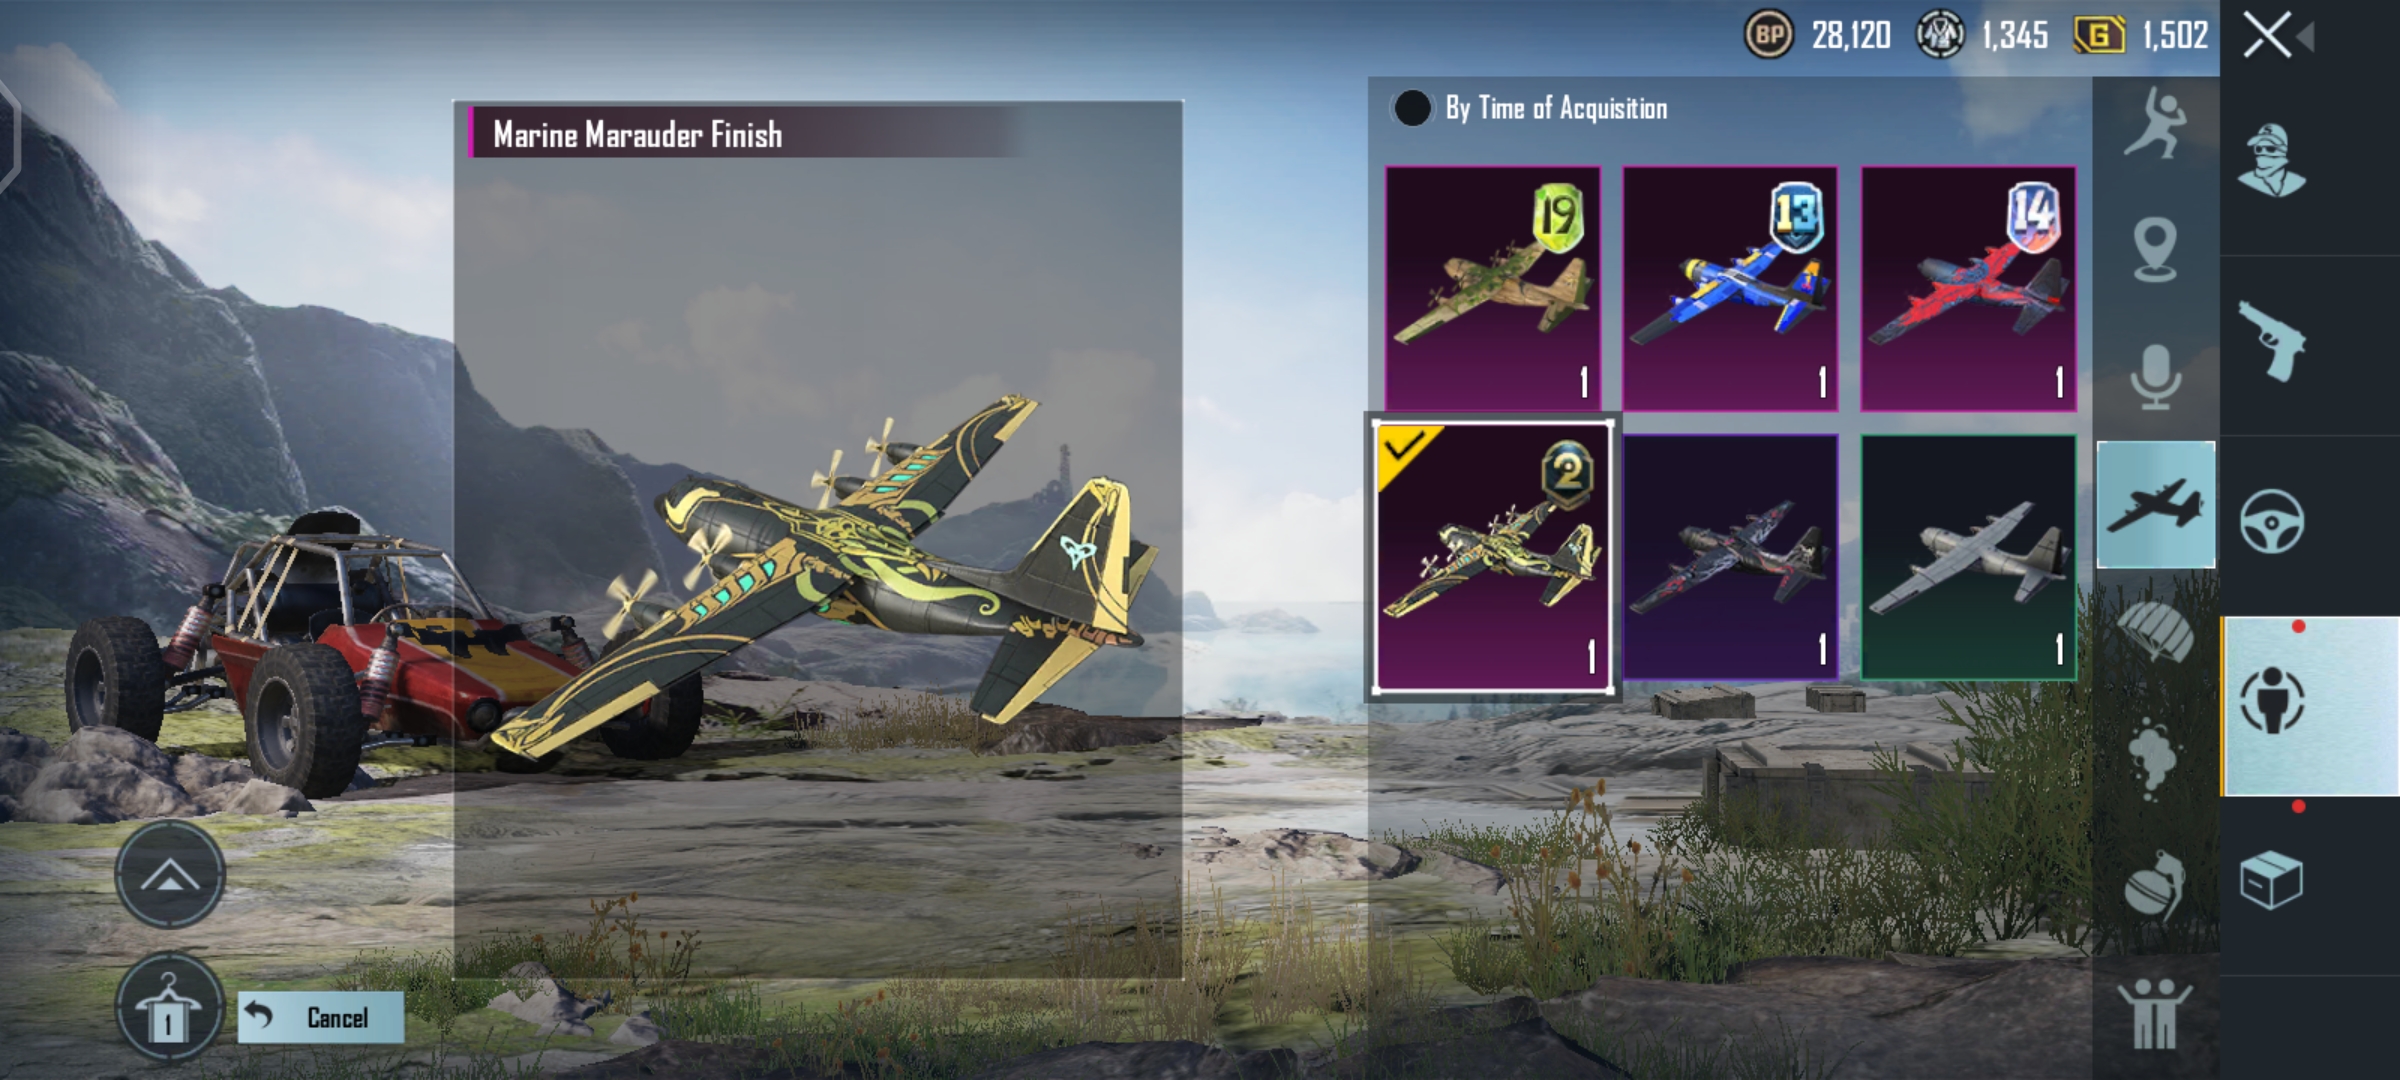 BP 28,120 1,345 G 1,502
Marine Marauder Finish
By Time of Acquisition
19 13 14
1 1 1
2
1 1 1
1 Cancel